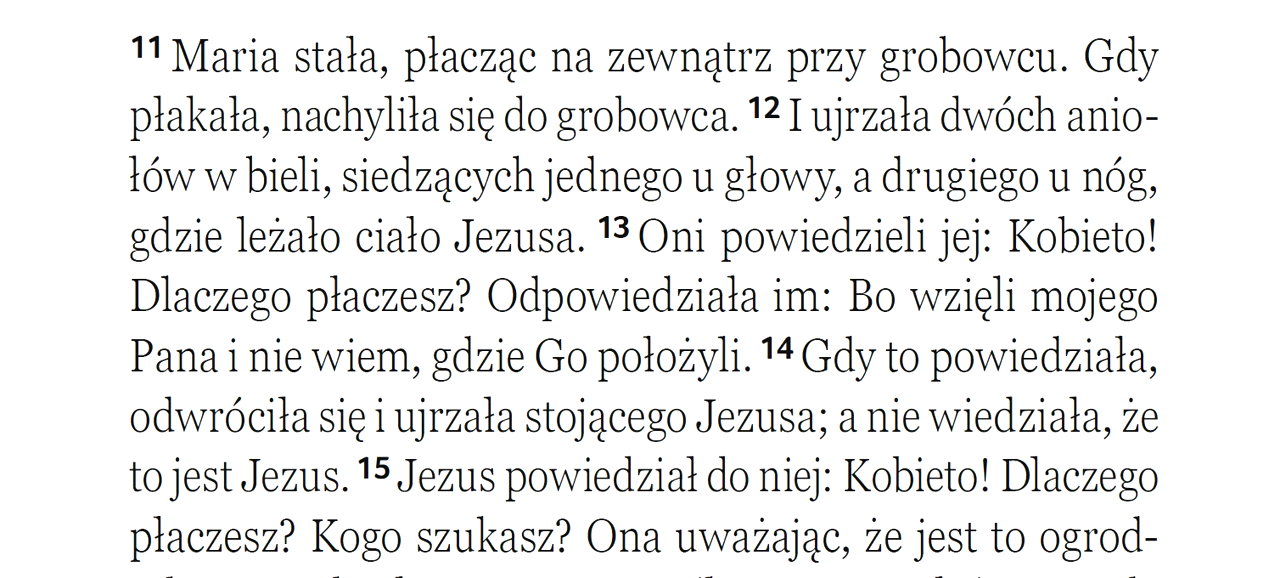 11 Maria stała, płacząc na zewnątrz przy grobowcu. Gdy
płakała, nachyliła się do grobowca. 12 I ujrzała dwóch anio-
łów w bieli, siedzących jednego u głowy, a drugiego u nóg,
gdzie leżało ciało Jezusa. 13 Oni powiedzieli jej: Kobieto!
Dlaczego płaczesz? Odpowiedziała im: Bo wzięli mojego
Pana i nie wiem, gdzie Go położyli. 14 Gdy to powiedziała,
odwróciła się i ujrzała stojącego Jezusa; a nie wiedziała, że
to jest Jezus. 15 Jezus powiedział do niej: Kobieto! Dlaczego
płaczesz? Kogo szukasz? Ona uważając, że jest to ogrod-